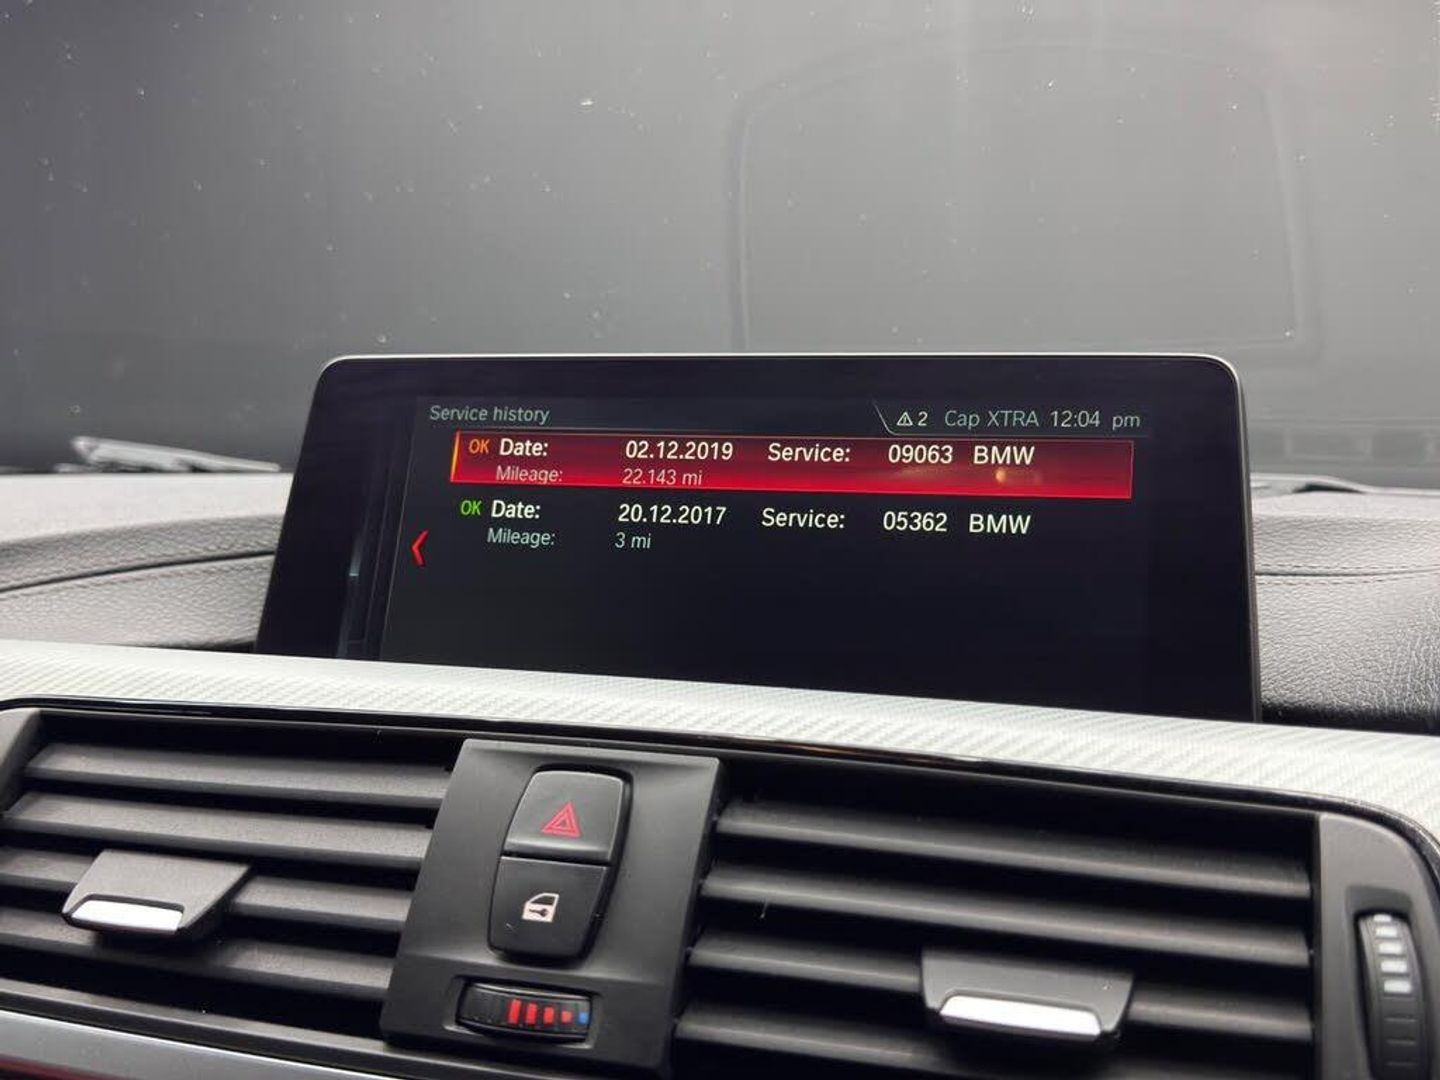 Service history
2 Cap XTRA 12:04 pm
OK Date: 02.12.2019 Service: 09063 BMW
Mileage: 22.143 mi
OK Date: 20.12.2017 Service: 05362 BMW
Mileage: 3 mi